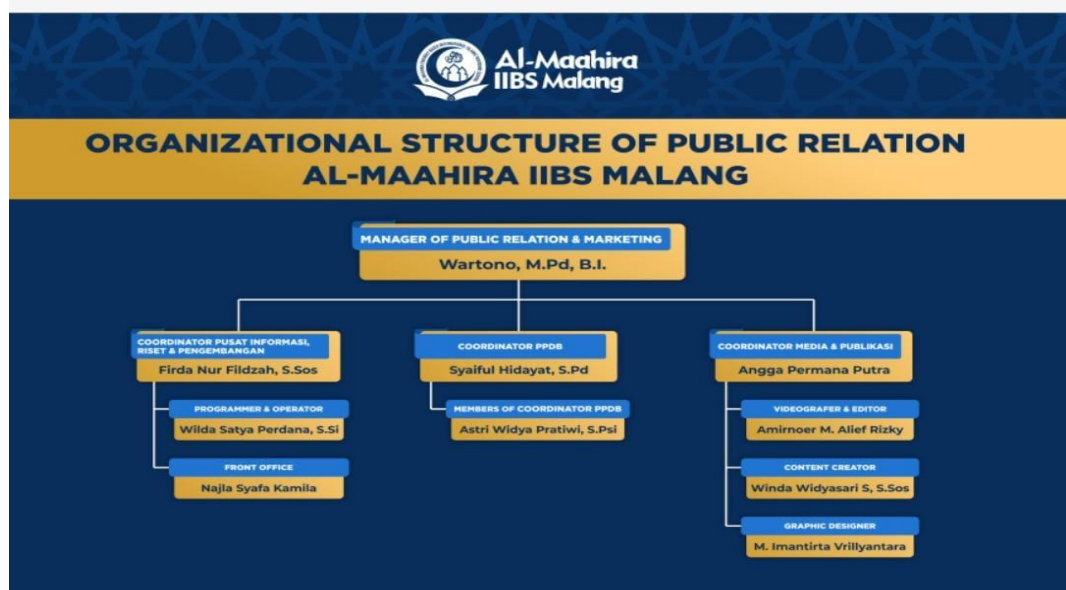 Al-Maahira
IIBS Malang
ORGANIZATIONAL STRUCTURE OF PUBLIC RELATION
AL-MAAHIRA IIBS MALANG
MANAGER OF PUBLIC RELATION & MARKETING
Wartono, M.Pd, B.I.
COORDINATOR PUSAT INFORMASI,
RISET & PENGEMBANGAN
Firda Nur Fildzah, S.Sos
PROGRAMMER & OPERATOR
Wilda Satya Perdana, S.Si
FRONT OFFICE
Najla Syafa Kamila
COORDINATOR PPDB
Syaiful Hidayat, S.Pd
MEMBERS OF COORDINATOR PPDB
Astri Widya Pratiwi, S.Psi
COORDINATOR MEDIA & PUBLIKASI
Angga Permana Putra
VIDEOGRAFER & EDITOR
Amirnoer M. Alief Rizky
CONTENT CREATOR
Winda Widyasari S, S.Sos
GRAPHIC DESIGNER
M. Imantirta Vrillyantara